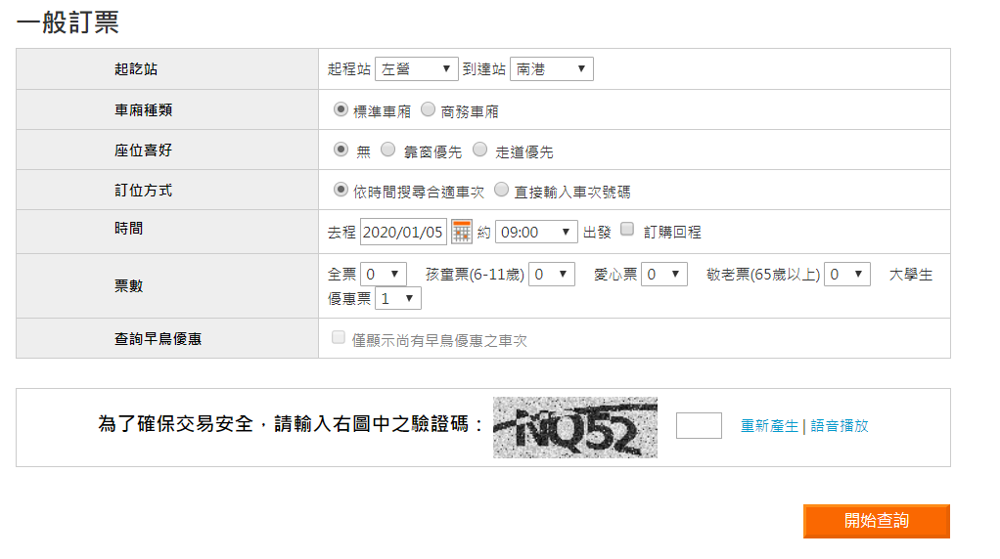 一般訂票
起訖站 起程站 左營 到達站 南港
車廂種類 標準車廂 商務車廂
座位喜好 無 靠窗優先 走道優先
訂位方式 依時間搜尋合適車次 直接輸入車次號碼
時間 去程 2020/01/05 約 09:00 出發 訂購回程
票數 全票 0 孩童票(6-11歲) 0 愛心票 0 敬老票(65歲以上) 0 大學生
優惠票 1
查詢早鳥優惠 僅顯示尚有早鳥優惠之車次
為了確保交易安全，請輸入右圖中之驗證碼： NQ52 重新產生 | 語音播放
開始查詢